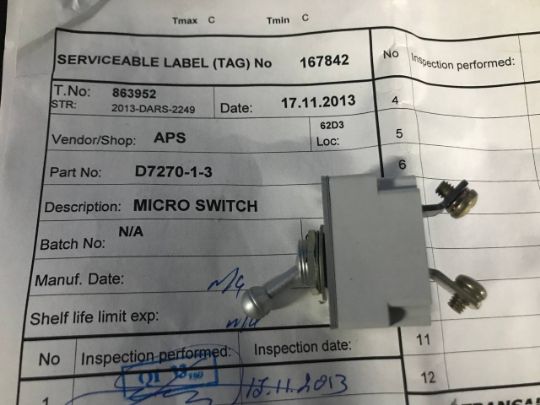 Tmax C Tmin C
SERVICEABLE LABEL (TAG) No 167842
No Inspection performed:
T.No: 863952
STR: 2013-DARS-2249
Date: 17.11.2013
4
Vendor/Shop: APS
62D3
Loc:
5
Part No: D7270-1-3
6
Description: MICRO SWITCH
Batch No: N/A
Manuf. Date: n/a
Shelf life limit exp: n/a
11
No Inspection performed: Inspection date:
12
1 QI 33 17.11.2013